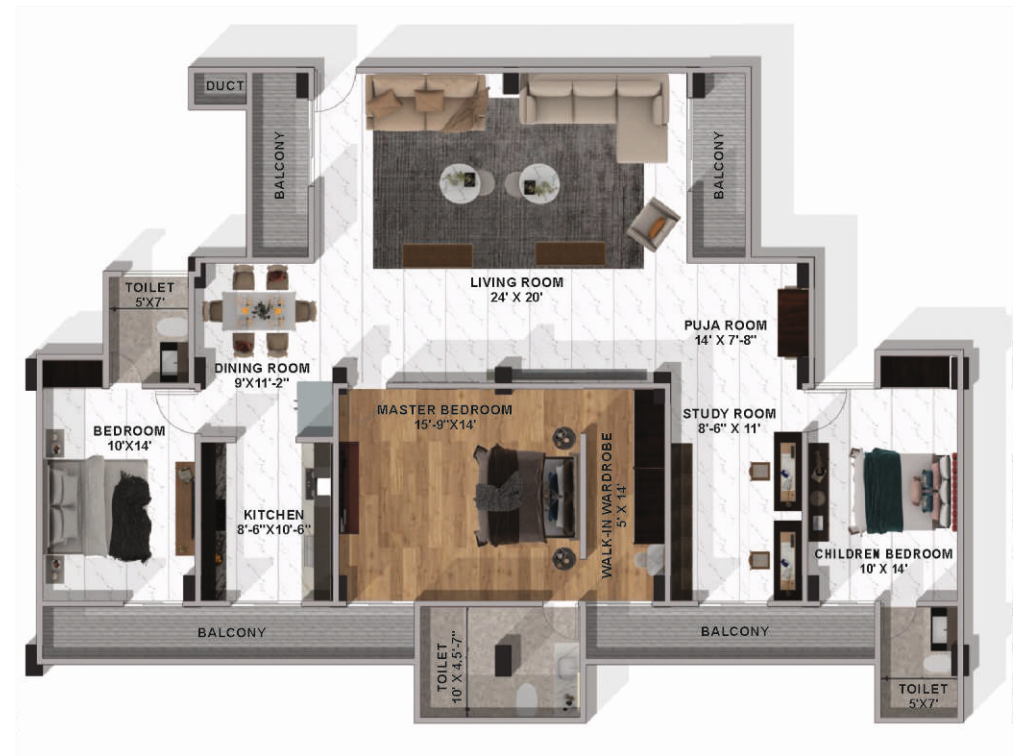 DUCT
BALCONY
BALCONY
LIVING ROOM
24' X 20'
TOILET
5'X7'
PUJA ROOM
14' X 7'-8"
DINING ROOM
9'X11'-2"
MASTER BEDROOM
15'-9"X14'
STUDY ROOM
8'-6" X 11'
BEDROOM
10'X14'
WALK-IN WARDROBE
5' X 14'
KITCHEN
8'-6"X10'-6"
CHILDREN BEDROOM
10' X 14'
BALCONY
BALCONY
TOILET
10' X 4.5'-7"
TOILET
5'X7'